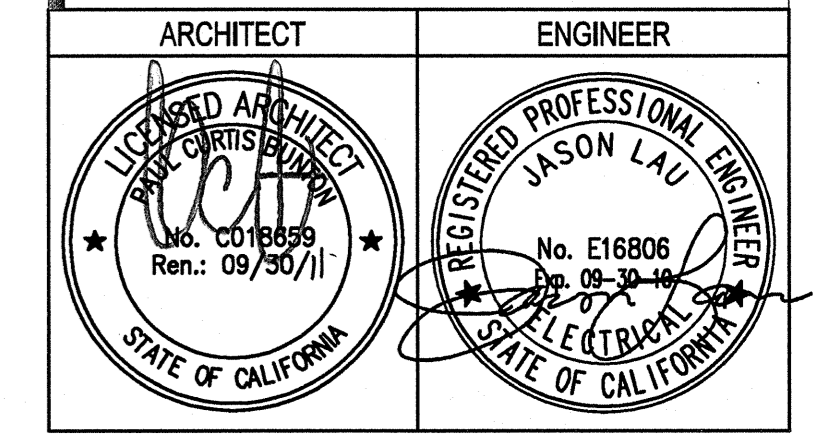 ARCHITECT
ENGINEER
LICENSED ARCHITECT
PAUL CURTIS BUNTON
No. C018659
Ren.: 09/30/11
STATE OF CALIFORNIA
REGISTERED PROFESSIONAL ENGINEER
JASON LAU
No. E16806
Exp. 09-30-10
ELECTRICAL
STATE OF CALIFORNIA